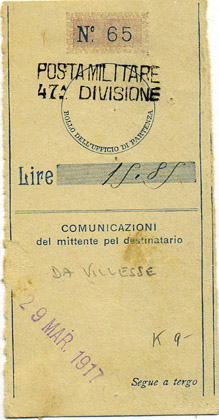 Nº 65
POSTA MILITARE
47ª DIVISIONE
BOLLO DELL'UFFICIO DI PARTENZA
Lire 15.85
COMUNICAZIONI
del mittente pel destinatario
DA VILLESSE
29 MAR. 1917
K 9-
Segue a tergo